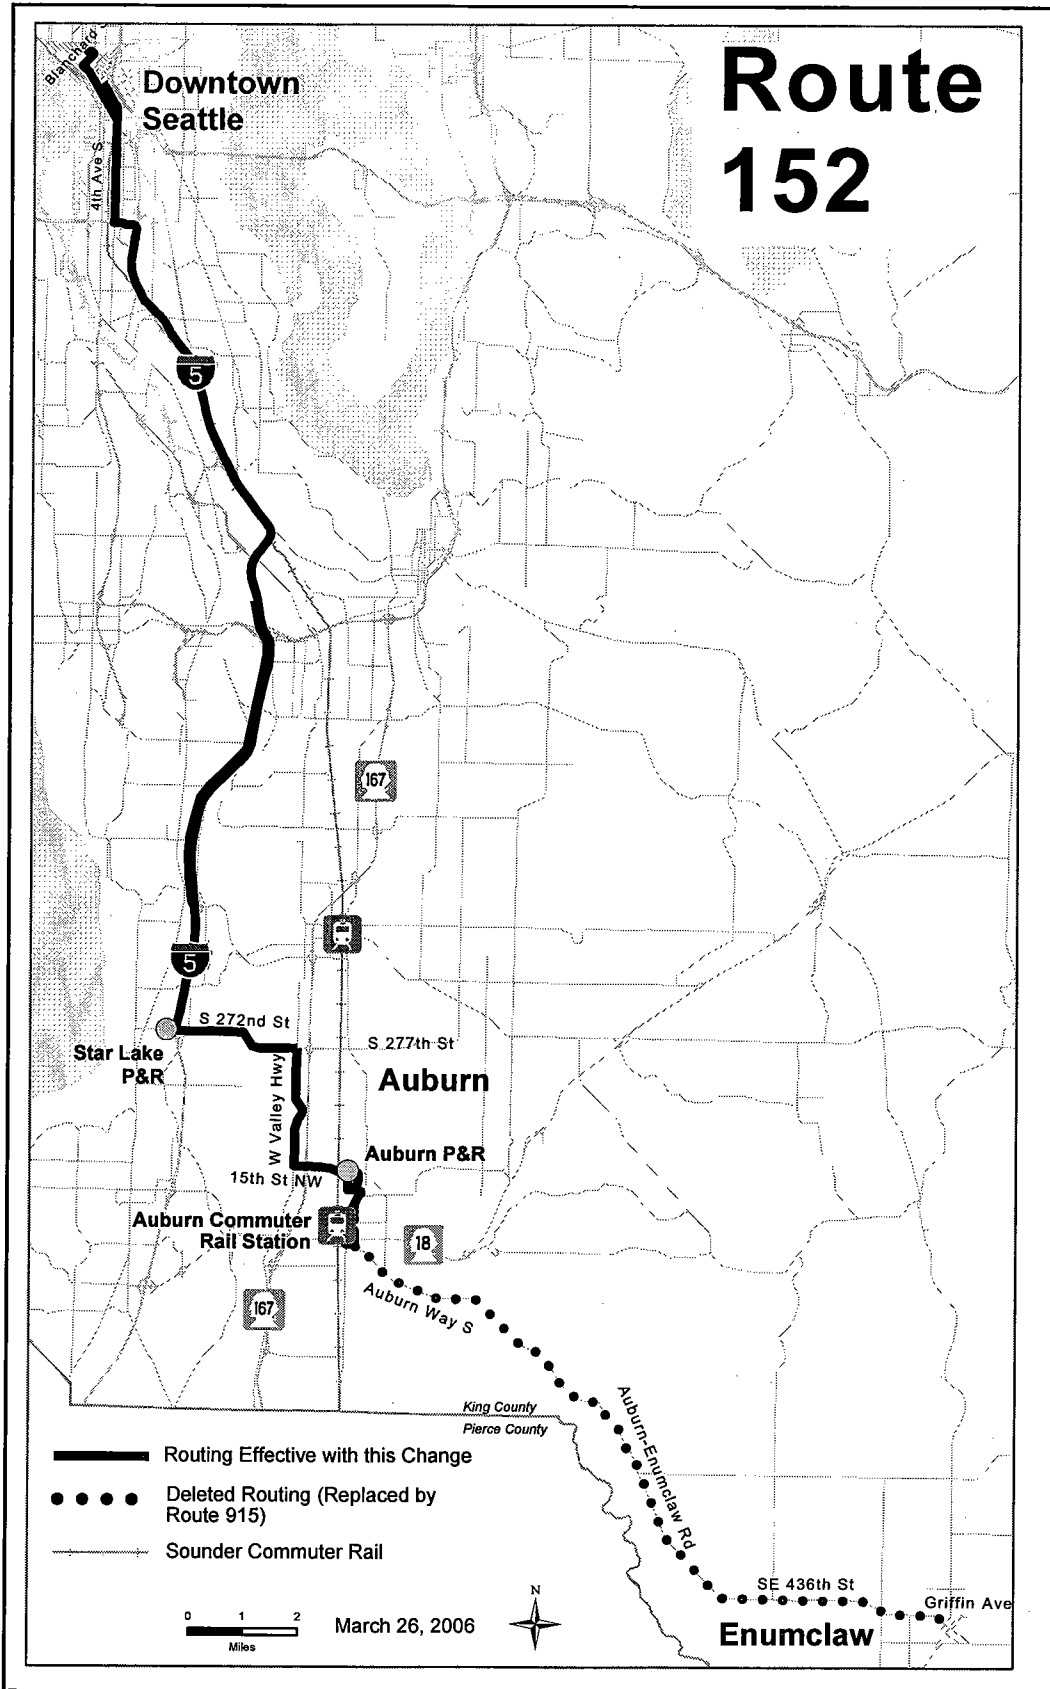 Route
152
Blanchard
Downtown
Seattle
4th Ave S
5
167
5
S 272nd St
S 277th St
Star Lake
P&R
Auburn
W Valley Hwy
Auburn P&R
15th St NW
Auburn Commuter
Rail Station
18
167
Auburn Way S
King County
Pierce County
Auburn-Enumclaw Rd
Routing Effective with this Change
Deleted Routing (Replaced by
Route 915)
Sounder Commuter Rail
SE 436th St
Griffin Ave
Enumclaw
N
0 1 2
Miles
March 26, 2006